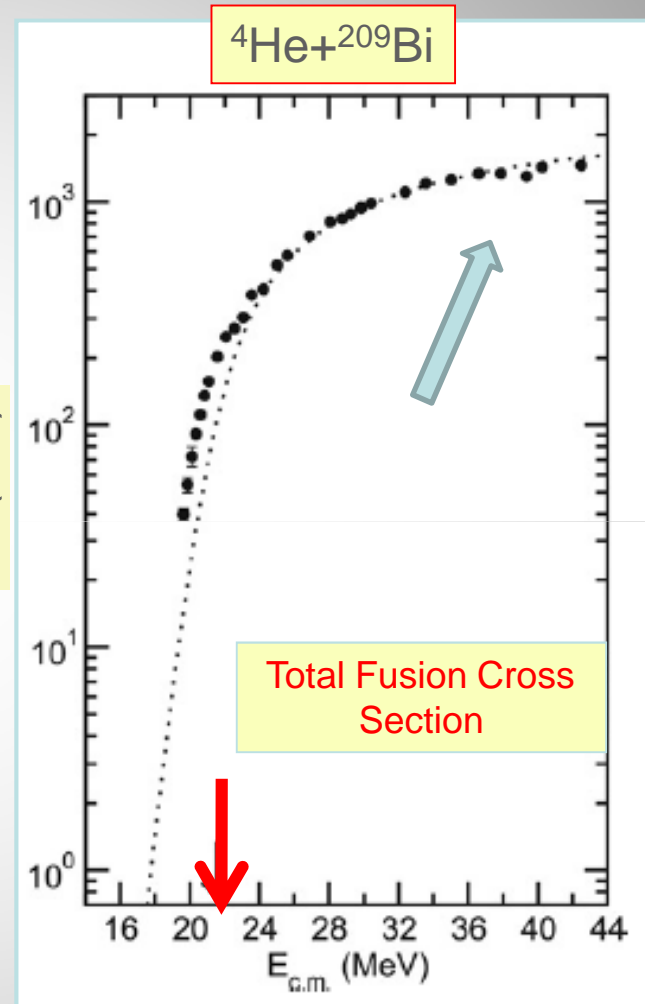 ⁴He+²⁰⁹Bi
10³
10²
10¹
10⁰
Total Fusion Cross
Section
16 20 24 28 32 36 40 44
E_c.m. (MeV)